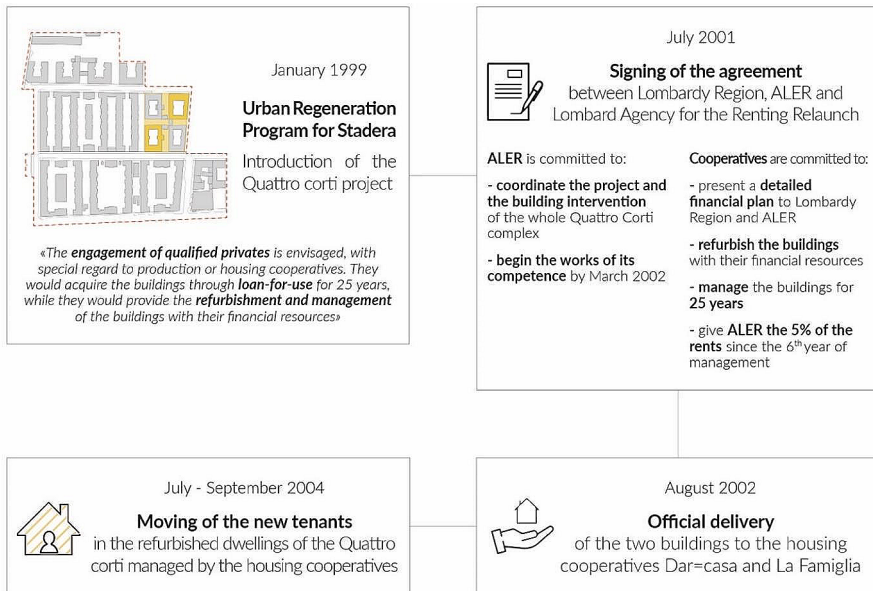 January 1999
Urban Regeneration
Program for Stadera
Introduction of the
Quattro corti project
«The engagement of qualified privates is envisaged, with
special regard to production or housing cooperatives. They
would acquire the buildings through loan-for-use for 25 years,
while they would provide the refurbishment and management
of the buildings with their financial resources»
July 2001
Signing of the agreement
between Lombardy Region, ALER and
Lombard Agency for the Renting Relaunch
ALER is committed to:
- coordinate the project and
the building intervention
of the whole Quattro Corti
complex
- begin the works of its
competence by March 2002
Cooperatives are committed to:
- present a detailed
financial plan to Lombardy
Region and ALER
- refurbish the buildings
with their financial resources
- manage the buildings for
25 years
- give ALER the 5% of the
rents since the 6th year of
management
July - September 2004
Moving of the new tenants
in the refurbished dwellings of the Quattro
corti managed by the housing cooperatives
August 2002
Official delivery
of the two buildings to the housing
cooperatives Dar=casa and La Famiglia